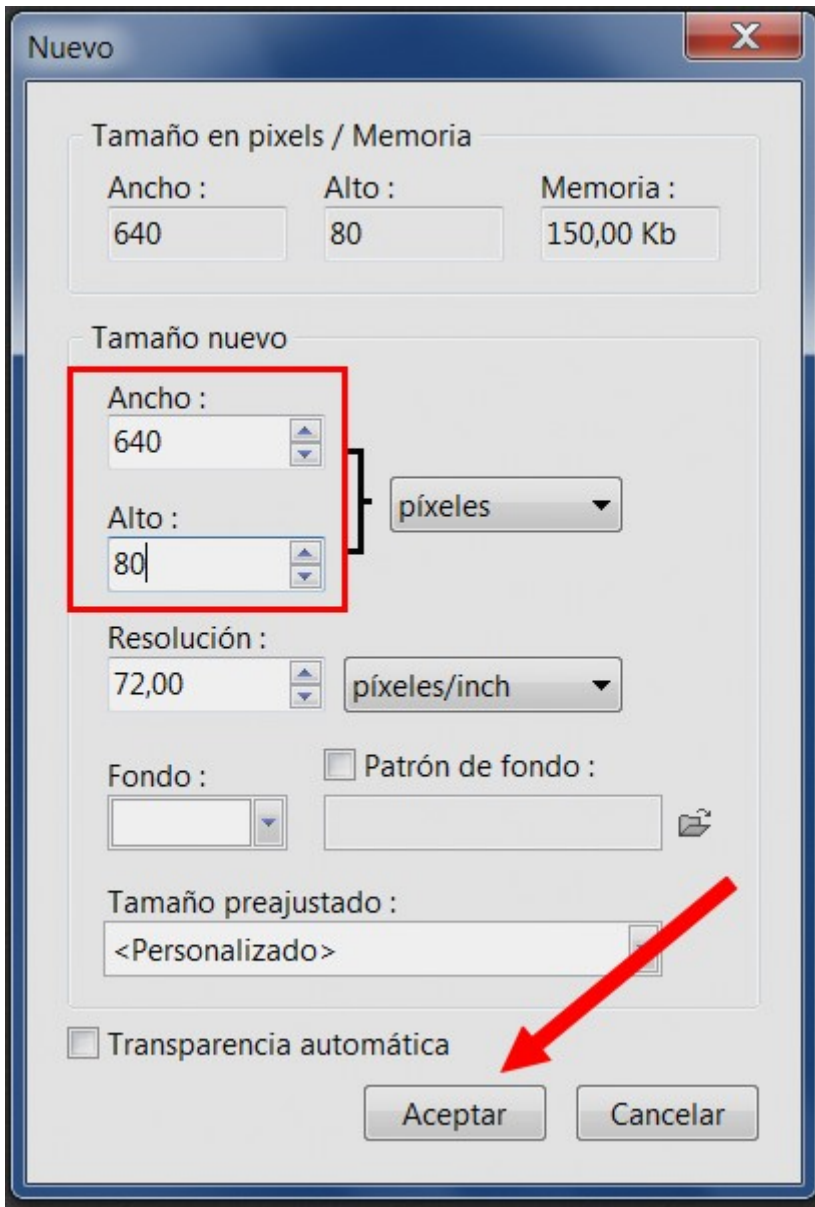 Nuevo
Tamaño en pixels / Memoria
Ancho : Alto : Memoria :
640 80 150,00 Kb
Tamaño nuevo
Ancho :
640
píxeles
Alto :
80
Resolución :
72,00 píxeles/inch
Fondo : Patrón de fondo :
Tamaño preajustado :
<Personalizado>
Transparencia automática
Aceptar Cancelar